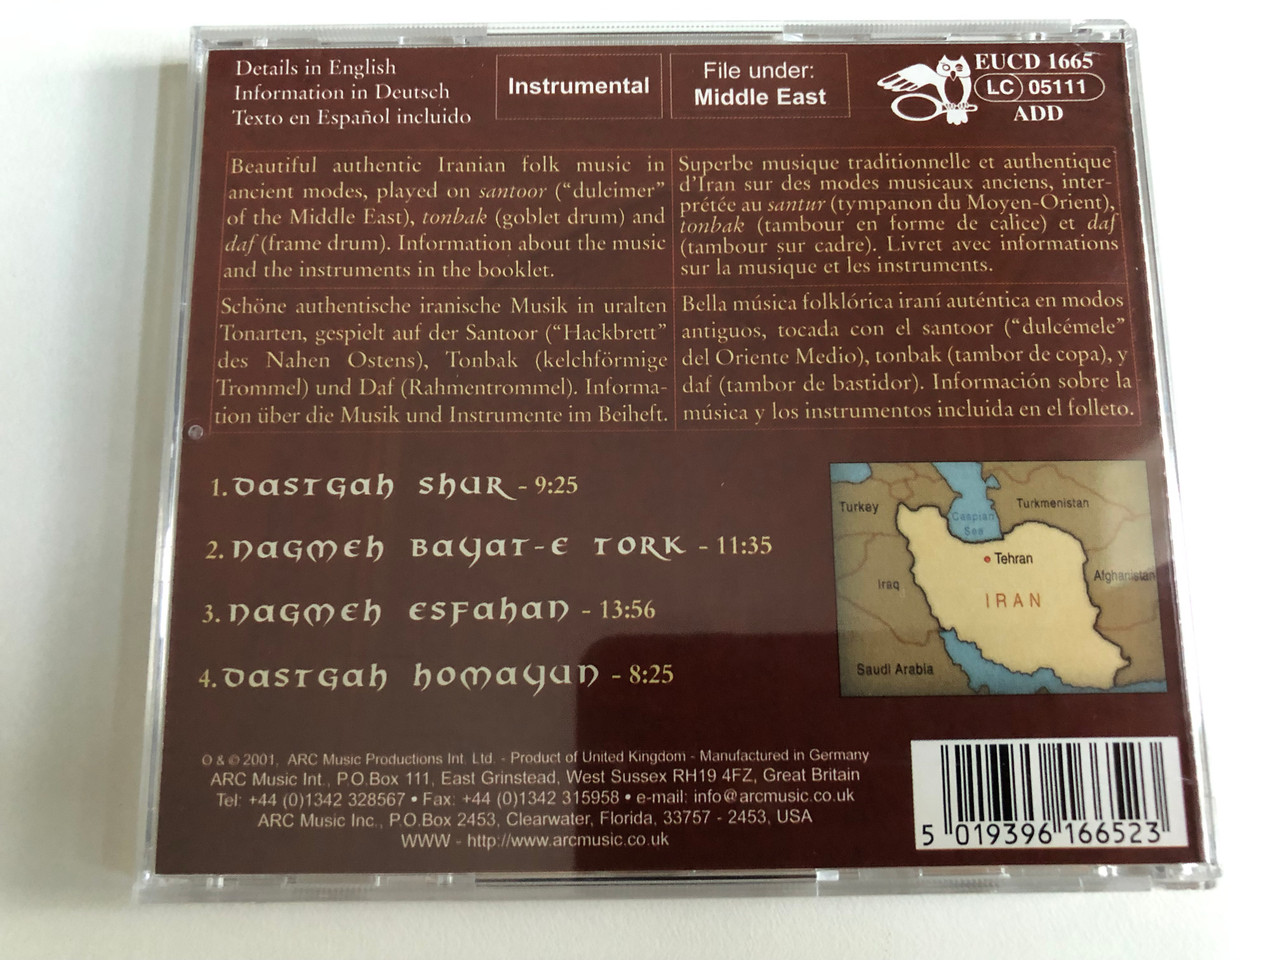 Details in English
Information in Deutsch
Texto en Español incluido
Instrumental
File under:
Middle East
EUCD 1665
LC 05111
ADD
Beautiful authentic Iranian folk music in
ancient modes, played on santoor (“dulcimer”
of the Middle East), tonbak (goblet drum) and
daf (frame drum). Information about the music
and the instruments in the booklet.
Superbe musique traditionnelle et authentique
d’Iran sur des modes musicaux anciens, inter-
prétée au santur (tympanon du Moyen-Orient),
tonbak (tambour en forme de calice) et daf
(tambour sur cadre). Livret avec informations
sur la musique et les instruments.
Schöne authentische iranische Musik in uralten
Tonarten, gespielt auf der Santoor (“Hackbrett”
des Nahen Ostens), Tonbak (kelchförmige
Trommel) und Daf (Rahmentrommel). Informa-
tion über die Musik und Instrumente im Beiheft.
Bella música folklórica iraní auténtica en modos
antiguos, tocada con el santoor (“dulcémele”
del Oriente Medio), tonbak (tambor de copa), y
daf (tambor de bastidor). Información sobre la
música y los instrumentos incluida en el folleto.
1. Dastgah Shur - 9:25
2. Nagmeh Bayat-e Tork - 11:35
3. Nagmeh Esfahan - 13:56
4. Dastgah Homayun - 8:25
Turkey
Caspian
See
Turkmenistan
Tehran
Iraq
IRAN
Afghanistan
Saudi Arabia
O & © 2001, ARC Music Productions Int. Ltd. - Product of United Kingdom - Manufactured in Germany
ARC Music Int., P.O.Box 111, East Grinstead, West Sussex RH19 4FZ, Great Britain
Tel: +44 (0)1342 328567 • Fax: +44 (0)1342 315958 • e-mail: info@arcmusic.co.uk
ARC Music Inc., P.O.Box 2453, Clearwater, Florida, 33757 - 2453, USA
WWW - http://www.arcmusic.co.uk
5 019396 166523